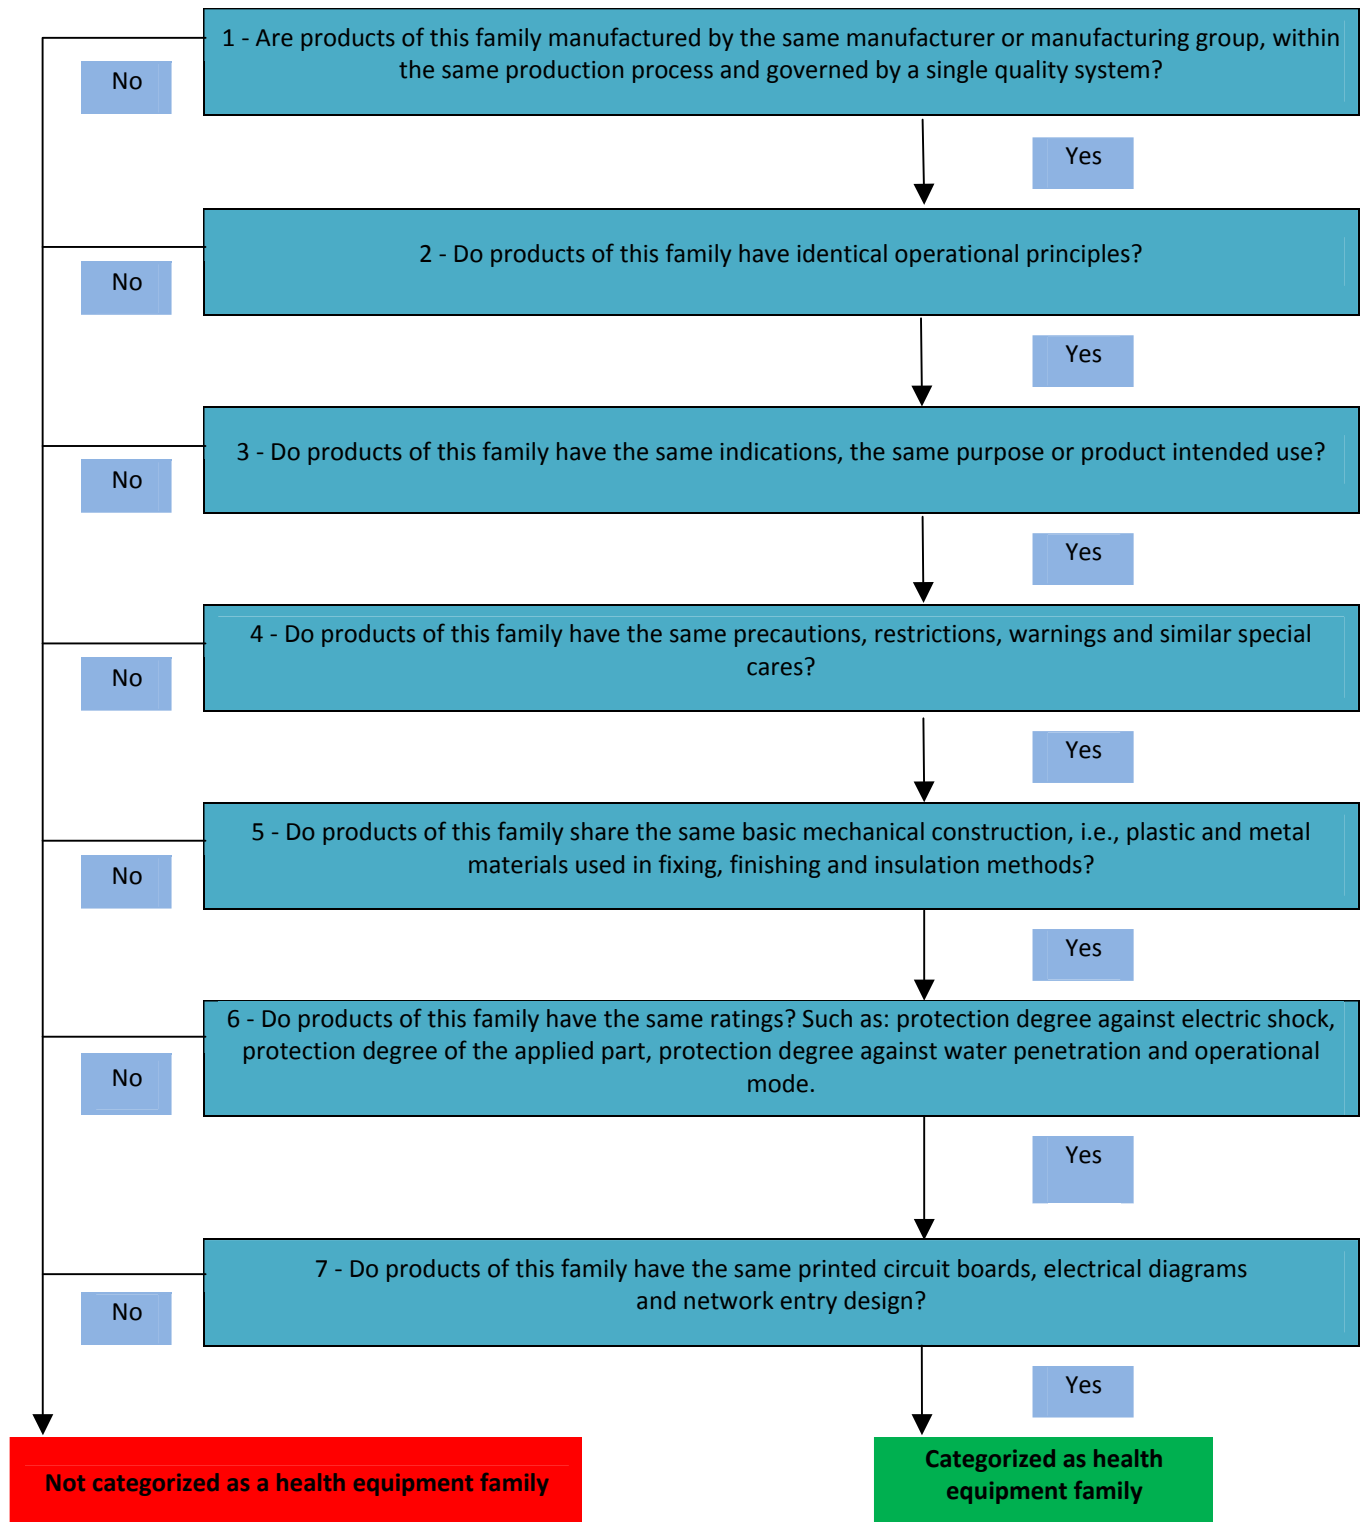 1 - Are products of this family manufactured by the same manufacturer or manufacturing group, within
the same production process and governed by a single quality system?
No
Yes
2 - Do products of this family have identical operational principles?
No
Yes
3 - Do products of this family have the same indications, the same purpose or product intended use?
No
Yes
4 - Do products of this family have the same precautions, restrictions, warnings and similar special
cares?
No
Yes
5 - Do products of this family share the same basic mechanical construction, i.e., plastic and metal
materials used in fixing, finishing and insulation methods?
No
Yes
6 - Do products of this family have the same ratings? Such as: protection degree against electric shock,
protection degree of the applied part, protection degree against water penetration and operational
mode.
No
Yes
7 - Do products of this family have the same printed circuit boards, electrical diagrams
and network entry design?
No
Yes
Not categorized as a health equipment family
Categorized as health
equipment family